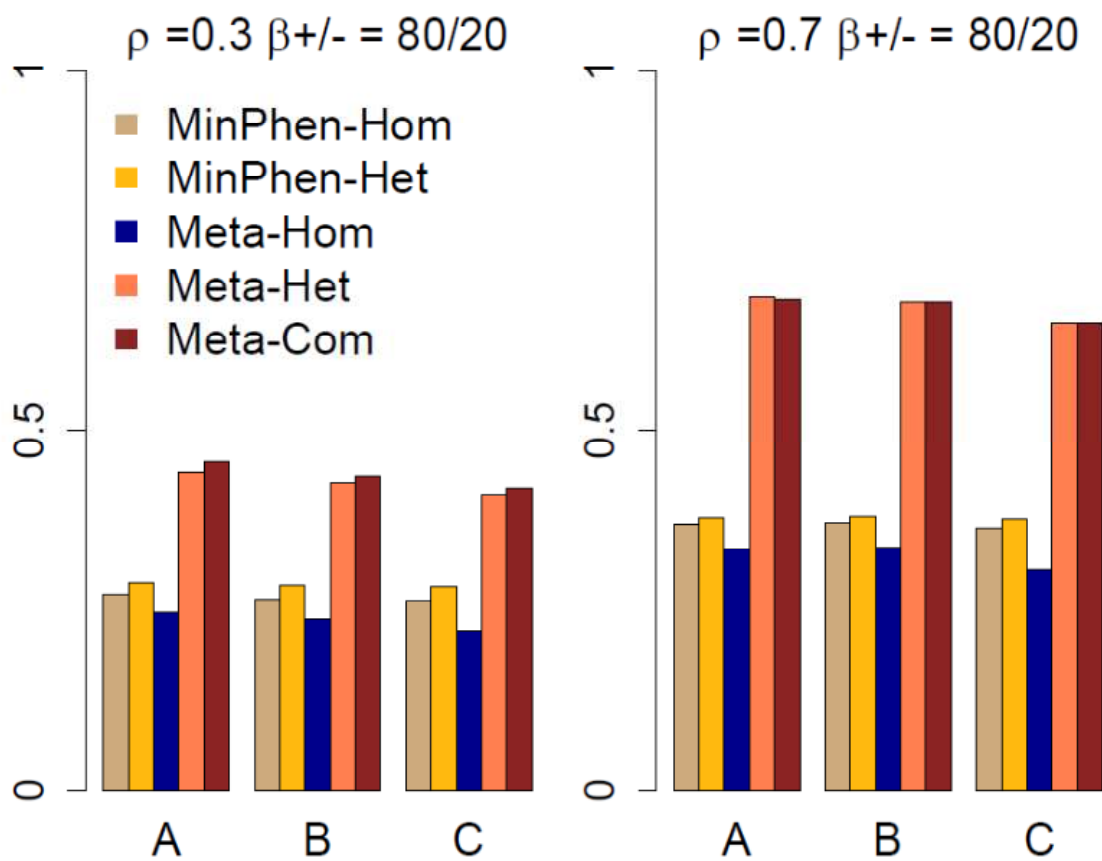 ρ =0.3 β+/- = 80/20
1
0.5
0
MinPhen-Hom
MinPhen-Het
Meta-Hom
Meta-Het
Meta-Com
A B C
ρ =0.7 β+/- = 80/20
1
0.5
0
A B C